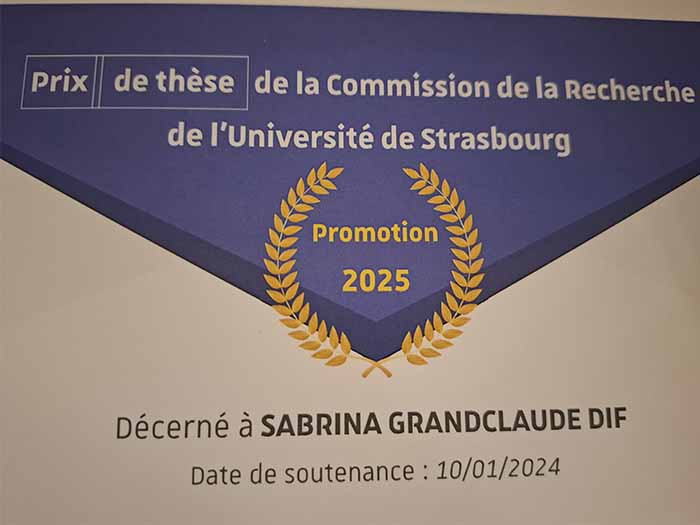 Prix de thèse de la Commission de la Recherche
de l'Université de Strasbourg
Promotion
2025
Décerné à SABRINA GRANDCLAUDE DIF
Date de soutenance : 10/01/2024